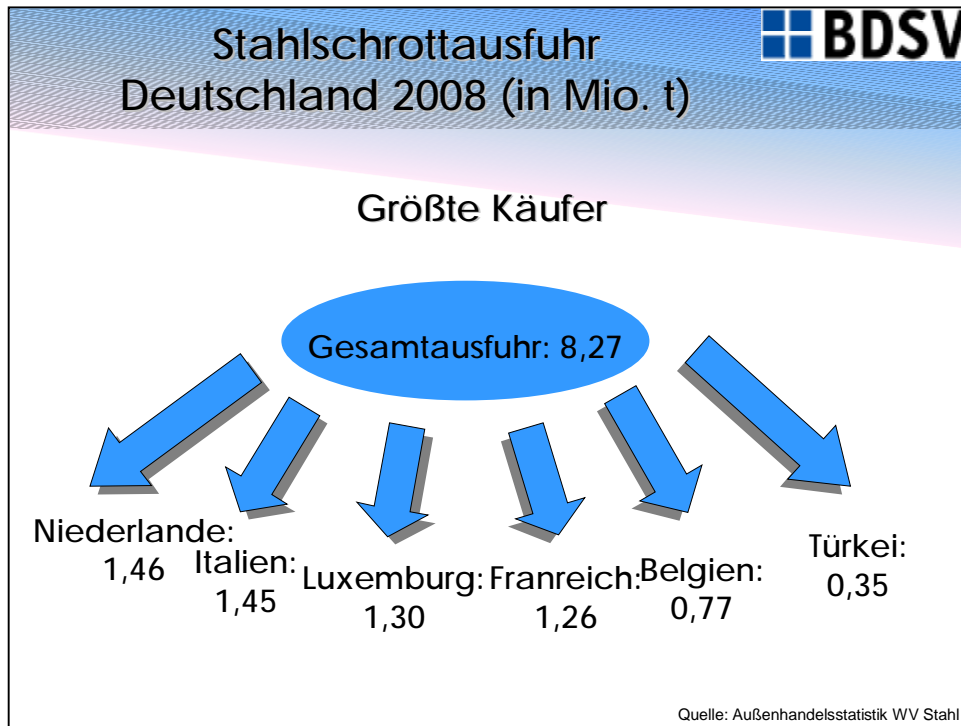 Stahlschrottausfuhr
Deutschland 2008 (in Mio. t)
BDSV
Größte Käufer
Gesamtausfuhr: 8,27
Niederlande:
1,46
Italien:
1,45
Luxemburg:
1,30
Franreich:
1,26
Belgien:
0,77
Türkei:
0,35
Quelle: Außenhandelsstatistik WV Stahl